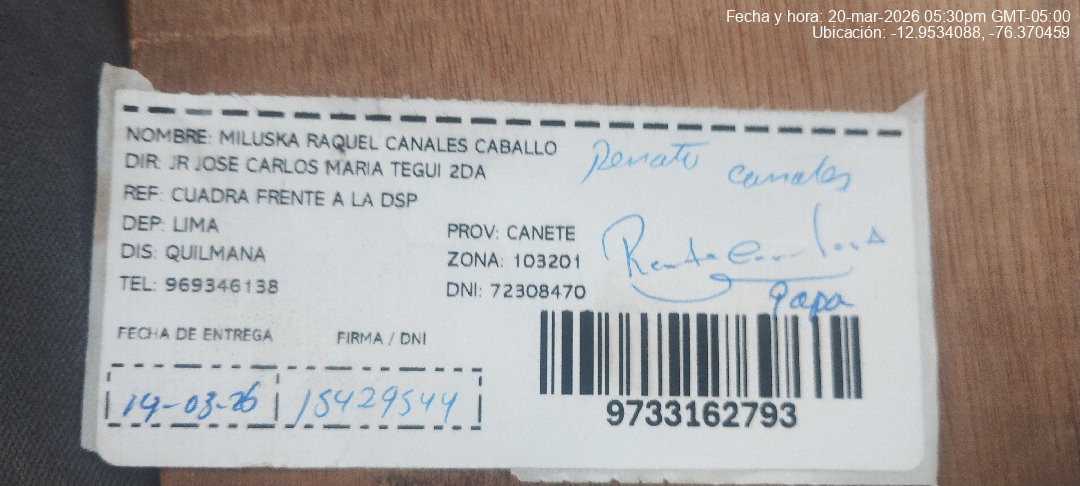 Fecha y hora: 20-mar-2026 05:30pm GMT-05:00
Ubicación: -12.9534088, -76.370459
NOMBRE: MILUSKA RAQUEL CANALES CABALLO
DIR: JR JOSE CARLOS MARIA TEGUI 2DA
REF: CUADRA FRENTE A LA DSP
DEP: LIMA
PROV: CANETE
DIS: QUILMANA
ZONA: 103201
TEL: 969346138
DNI: 72308470
Renato canales
papa
FECHA DE ENTREGA
FIRMA / DNI
19-03-26
15429544
9733162793